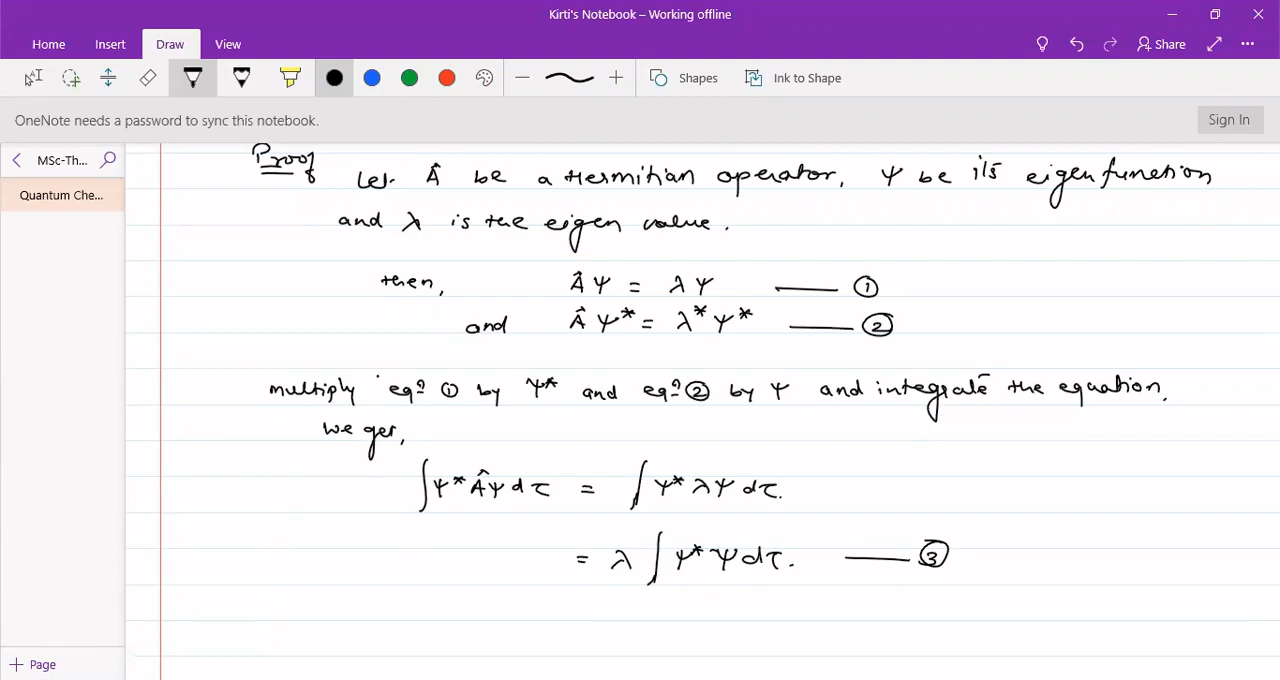 Kirti's Notebook – Working offline
Home Insert Draw View Share
Shapes Ink to Shape
OneNote needs a password to sync this notebook. Sign In
MSc-Th...
Quantum Che...
Proof Let Â be a Hermitian operator, Ψ be its eigenfunction
and λ is the eigen value.
then, ÂΨ = λΨ —— ①
and ÂΨ* = λ*Ψ* —— ②
multiply eqn ① by Ψ* and eqn ② by Ψ and integrate the equation,
we get,
∫Ψ* ÂΨ dτ = ∫Ψ* λΨ dτ.
= λ ∫Ψ* Ψ dτ. —— ③
+ Page